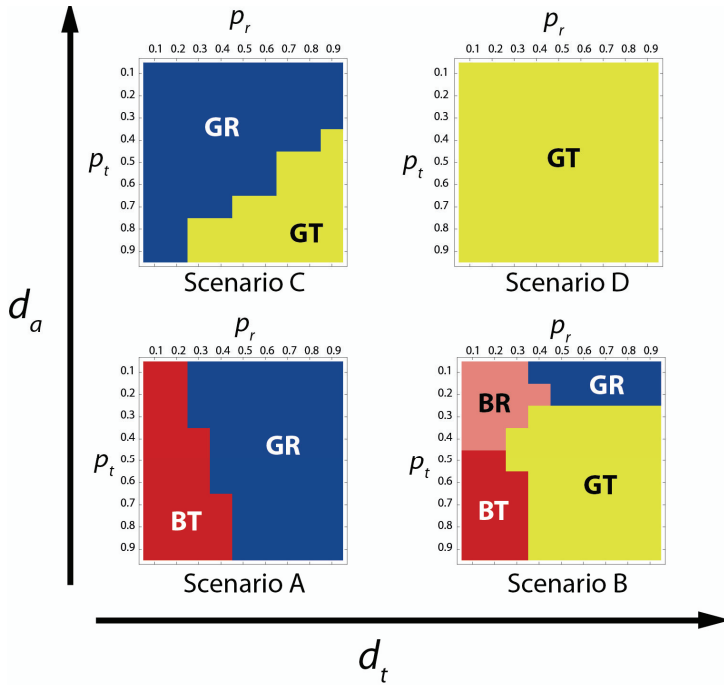 p_r p_r
0.1 0.2 0.3 0.4 0.5 0.6 0.7 0.8 0.9 0.1 0.2 0.3 0.4 0.5 0.6 0.7 0.8 0.9
0.1 0.1
0.2 0.2
0.3 0.3
GR
0.4 0.4
p_t 0.5 GT p_t 0.5
0.6 0.6
0.7 0.7
0.8 GT 0.8
0.9 0.9
Scenario C Scenario D
d_a
p_r p_r
0.1 0.2 0.3 0.4 0.5 0.6 0.7 0.8 0.9 0.1 0.2 0.3 0.4 0.5 0.6 0.7 0.8 0.9
0.1 0.1 GR
0.2 0.2 BR
0.3 0.3
0.4 GR 0.4
p_t 0.5 p_t 0.5
0.6 0.6 GT
0.7 0.7
0.8 BT 0.8 BT
0.9 0.9
Scenario A Scenario B
d_t